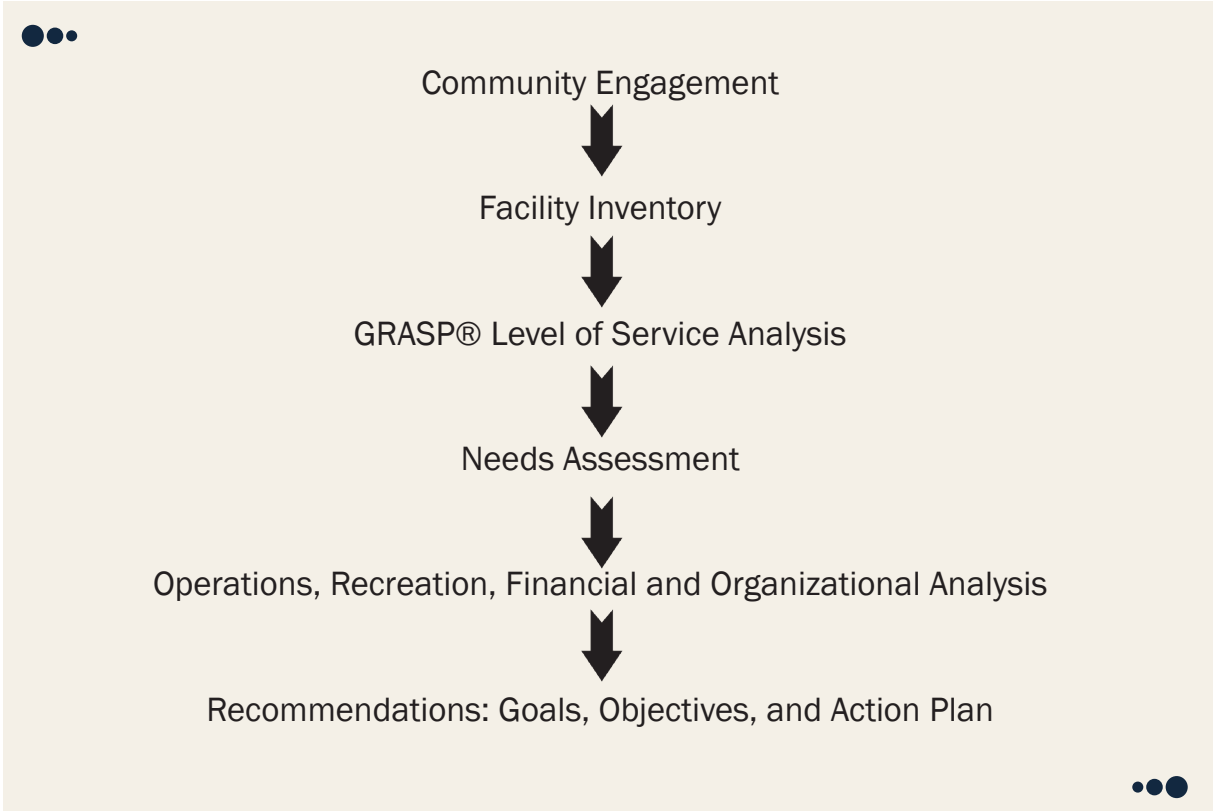 Community Engagement
Facility Inventory
GRASP® Level of Service Analysis
Needs Assessment
Operations, Recreation, Financial and Organizational Analysis
Recommendations: Goals, Objectives, and Action Plan